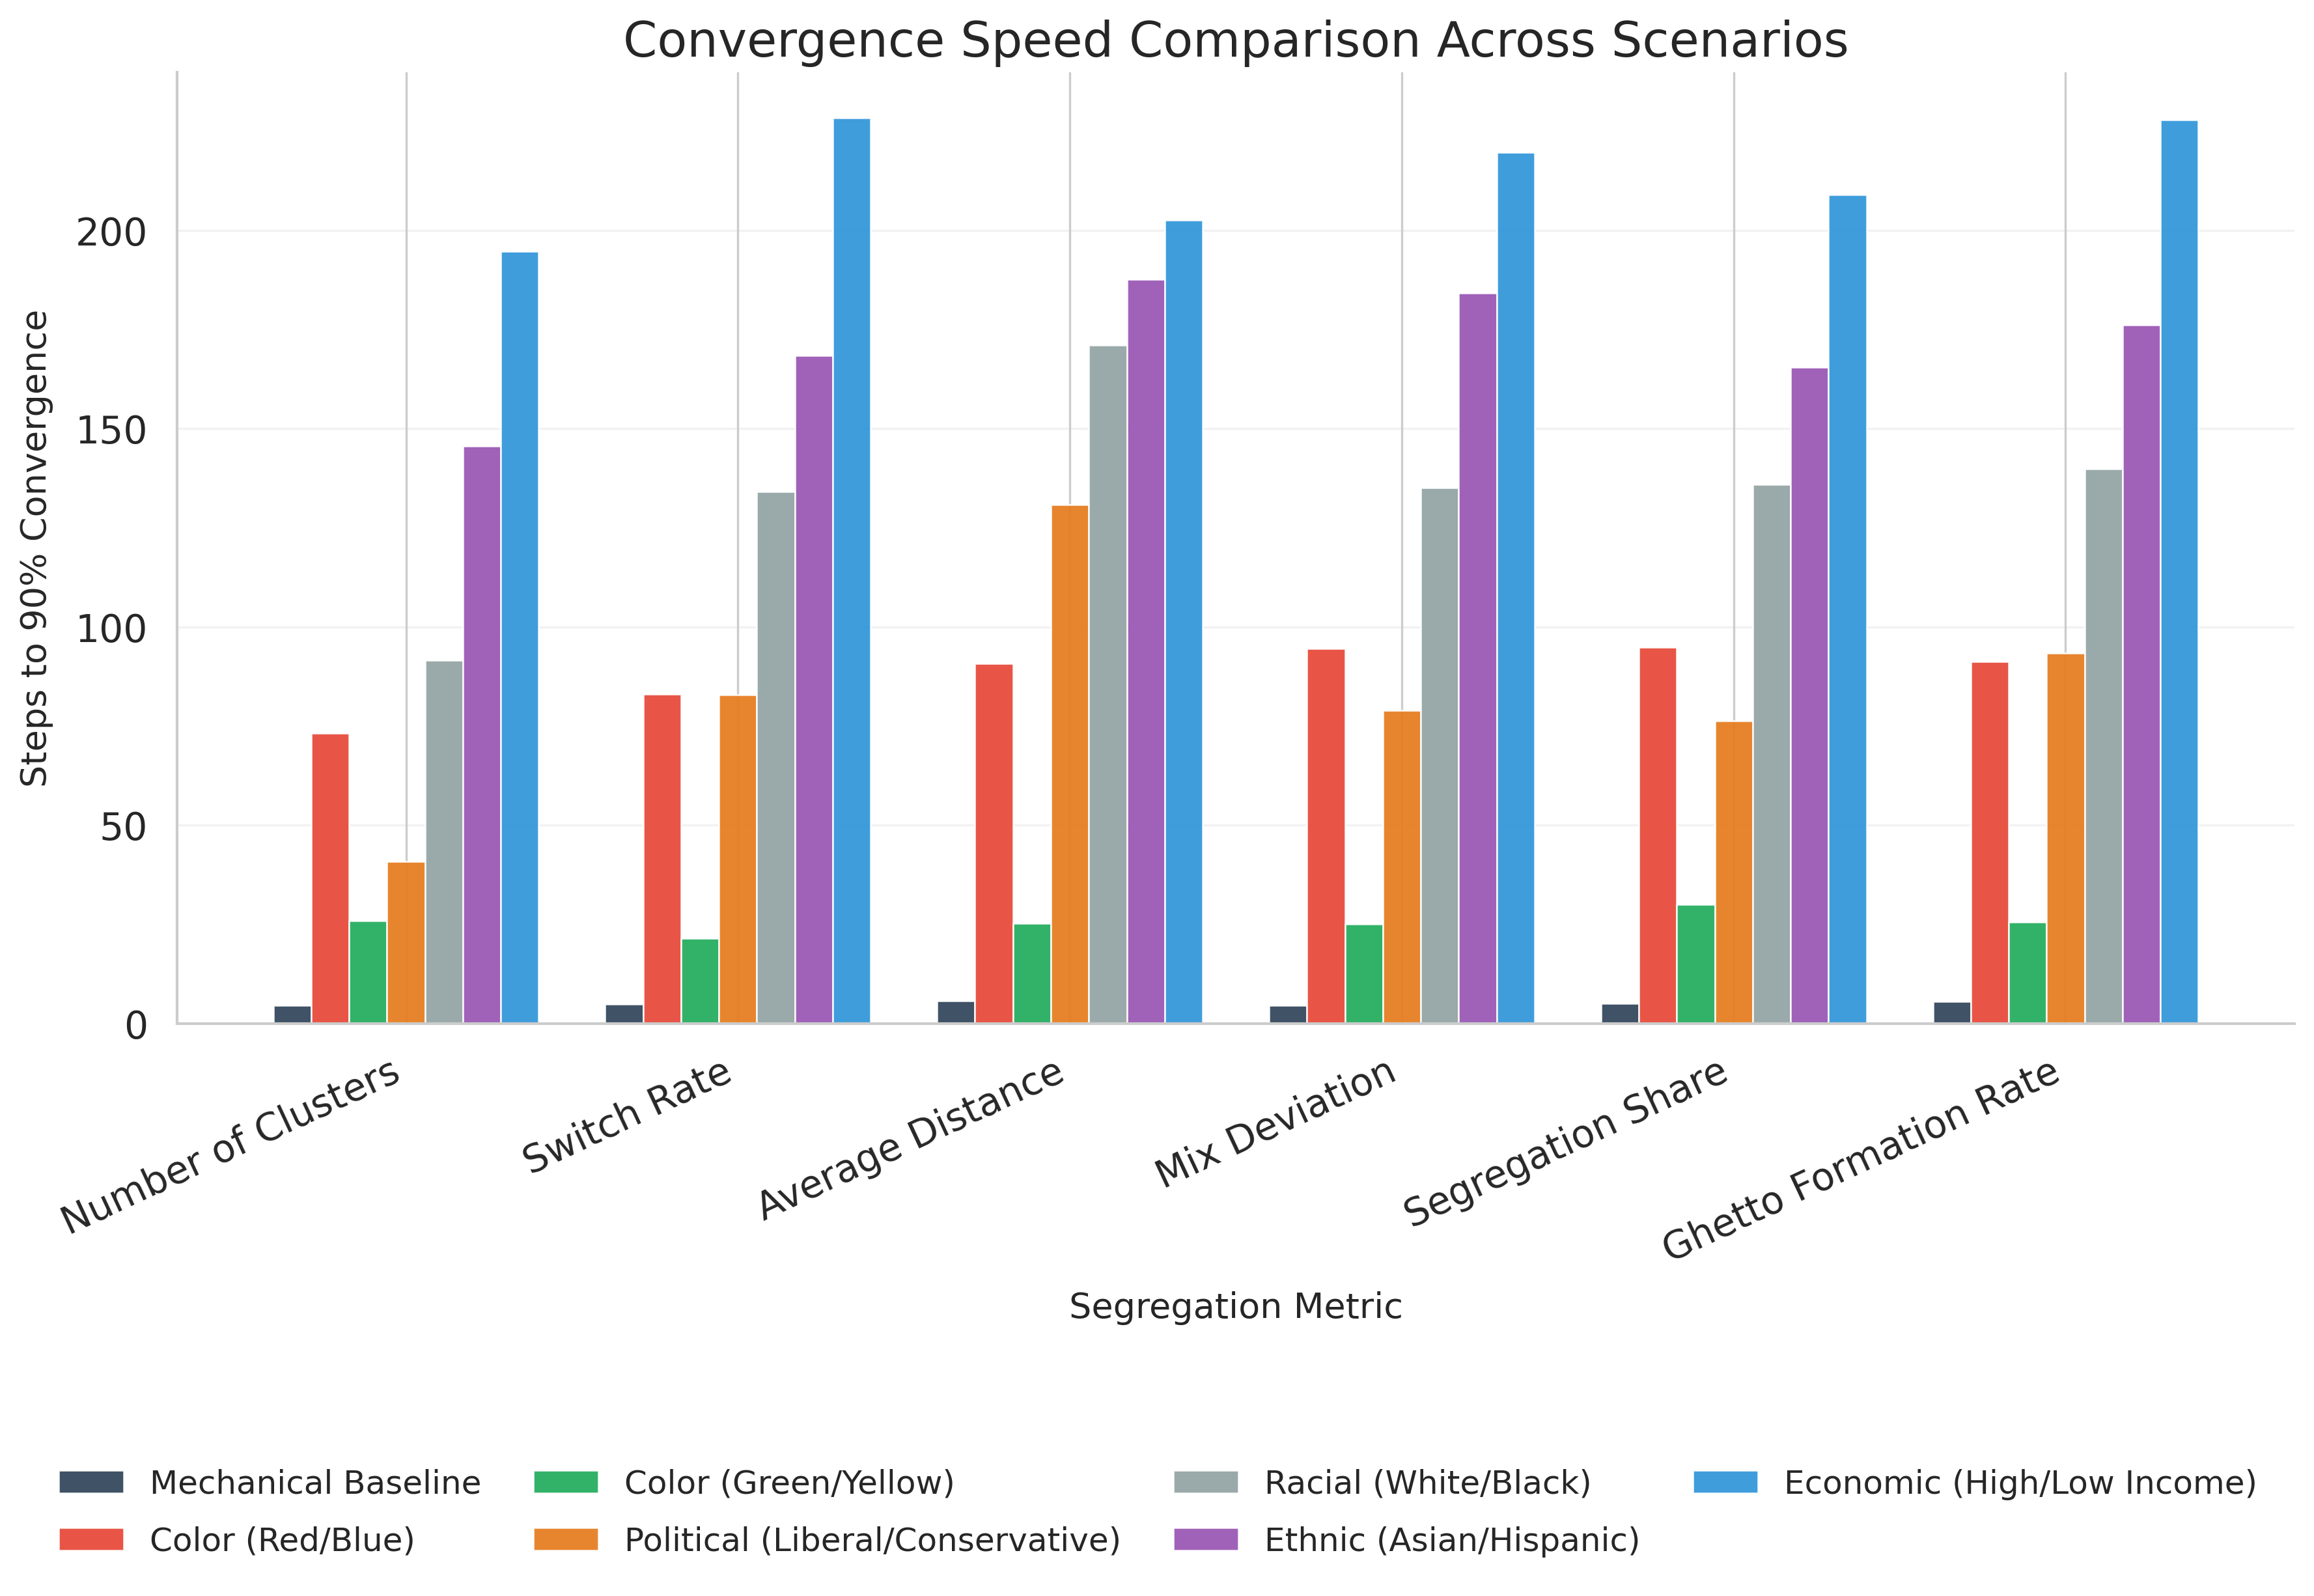 Convergence Speed Comparison Across Scenarios
Steps to 90% Convergence
200
150
100
50
0
Number of Clusters
Switch Rate
Average Distance
Mix Deviation
Segregation Share
Ghetto Formation Rate
Segregation Metric
Mechanical Baseline
Color (Red/Blue)
Color (Green/Yellow)
Political (Liberal/Conservative)
Racial (White/Black)
Ethnic (Asian/Hispanic)
Economic (High/Low Income)